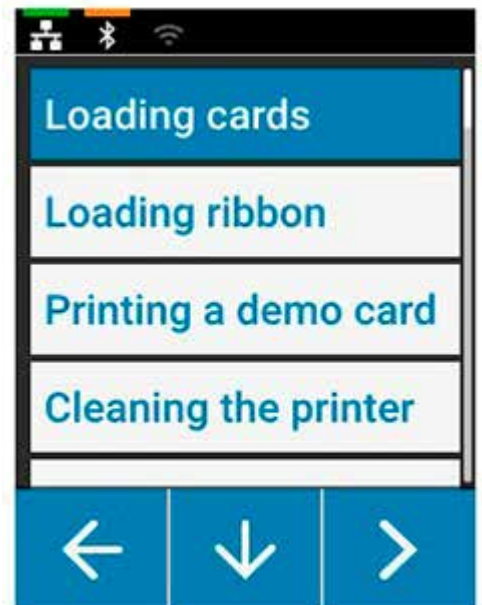 Loading cards
Loading ribbon
Printing a demo card
Cleaning the printer